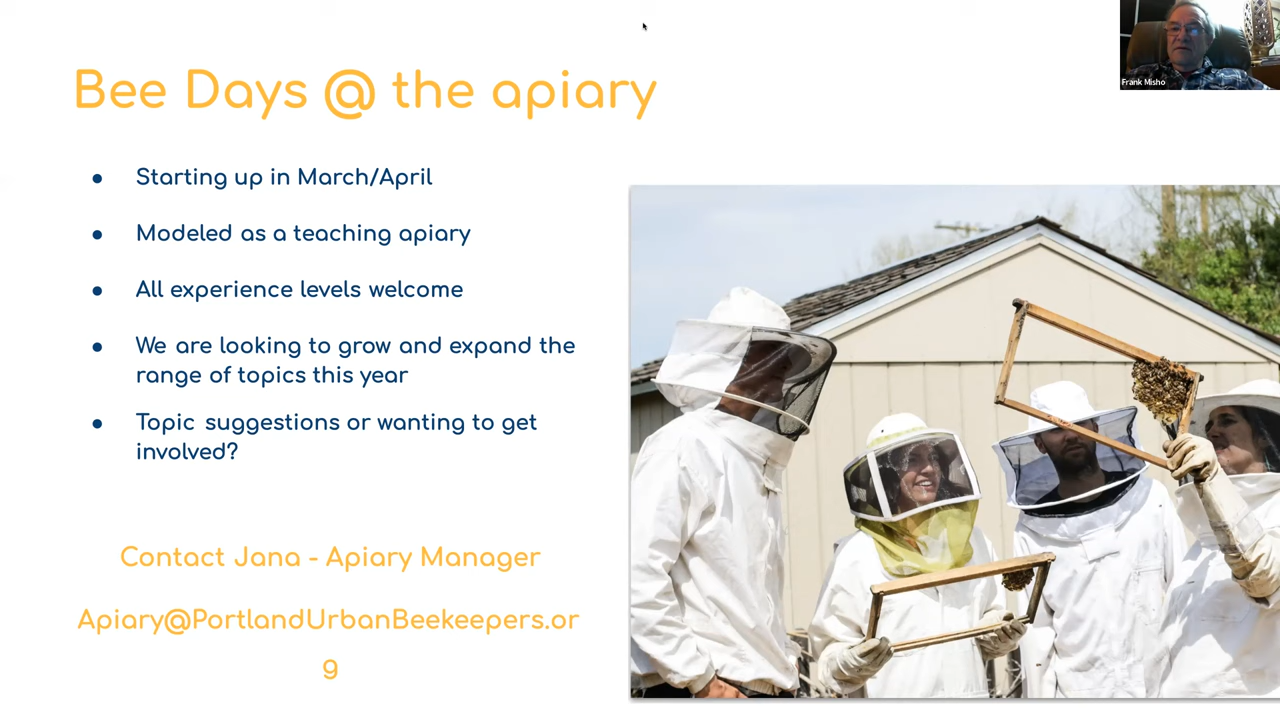 Bee Days @ the apiary
Frank Misho
● Starting up in March/April
● Modeled as a teaching apiary
● All experience levels welcome
● We are looking to grow and expand the
range of topics this year
● Topic suggestions or wanting to get
involved?
Contact Jana - Apiary Manager
Apiary@PortlandUrbanBeekeepers.or
g